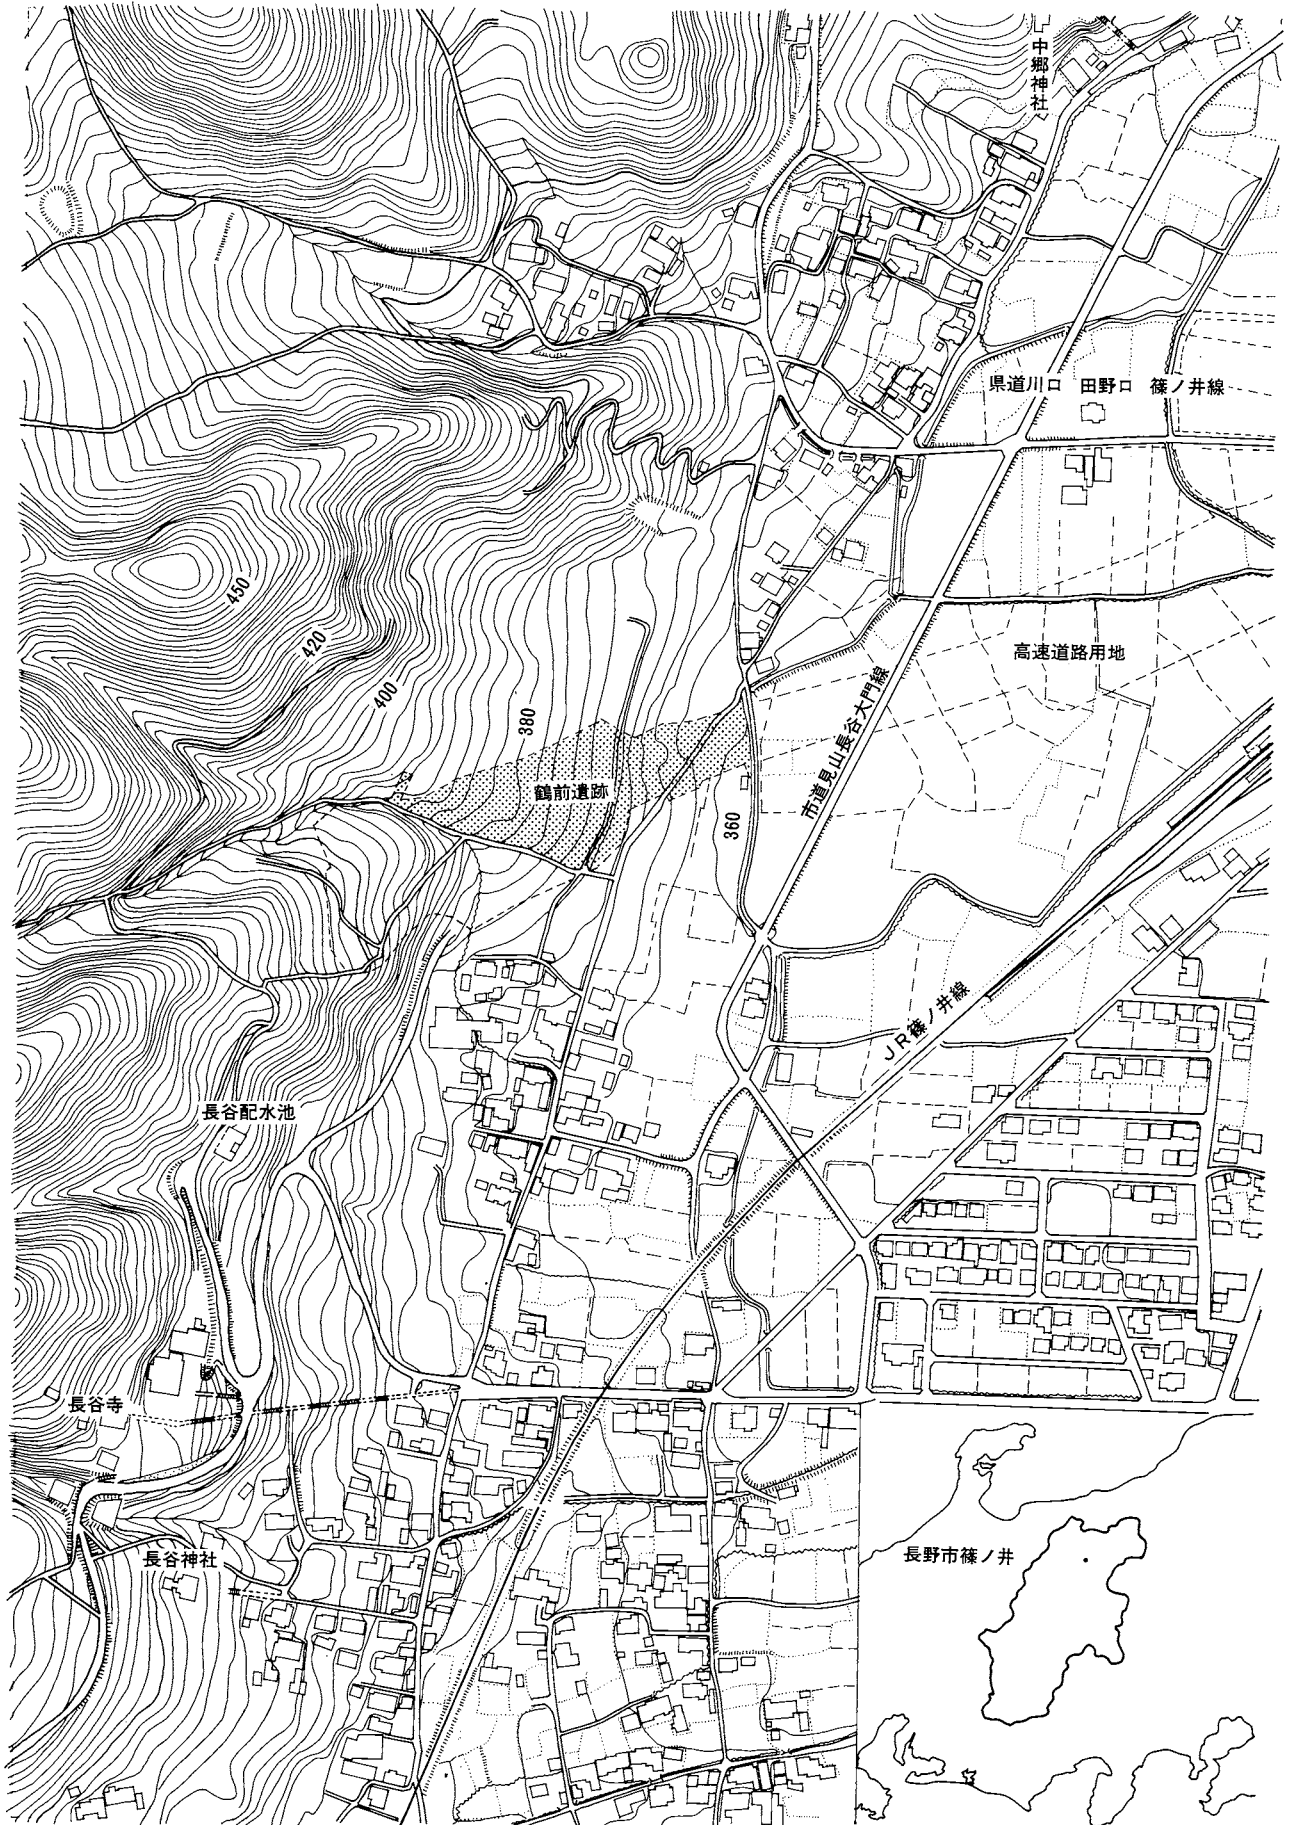 中郷神社
県道川口 田野口 篠ノ井線
450
420
400
380
高速道路用地
市道見山長谷大門線
鶴前遺跡
360
JR篠ノ井線
長谷配水池
長谷寺
長野市篠ノ井
長谷神社